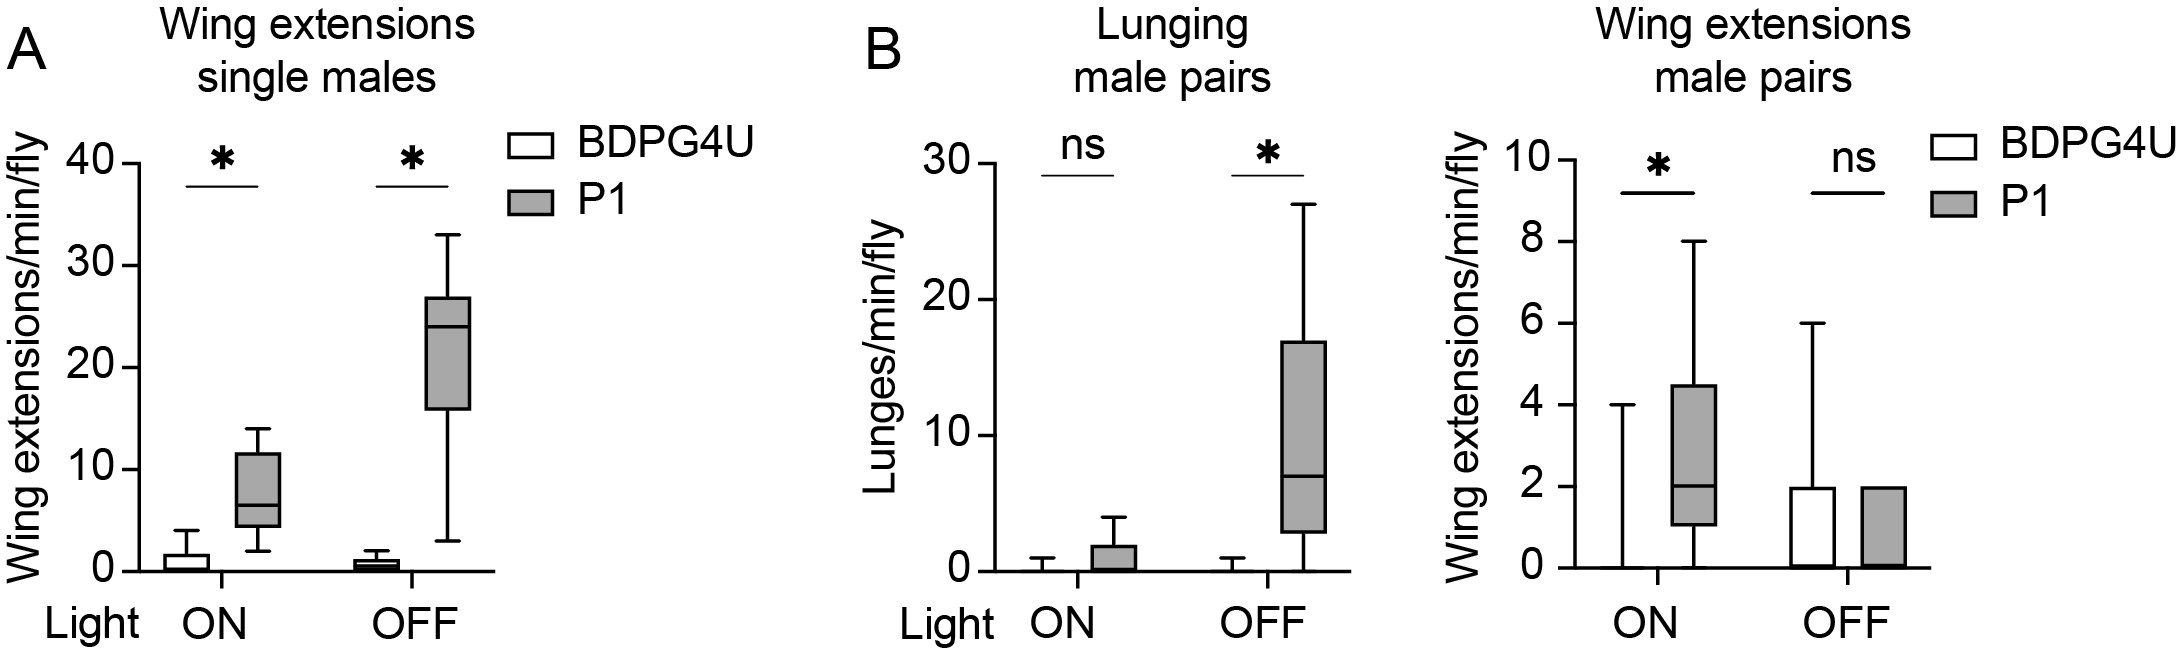 A
Wing extensions
single males
Wing extensions/min/fly
40
30
20
10
0
*
*
BDPG4U
P1
Light
ON
OFF
B
Lunging
male pairs
Lunges/min/fly
30
20
10
0
ns
*
Light
ON
OFF
Wing extensions
male pairs
Wing extensions/min/fly
10
8
6
4
2
0
*
ns
BDPG4U
P1
ON
OFF